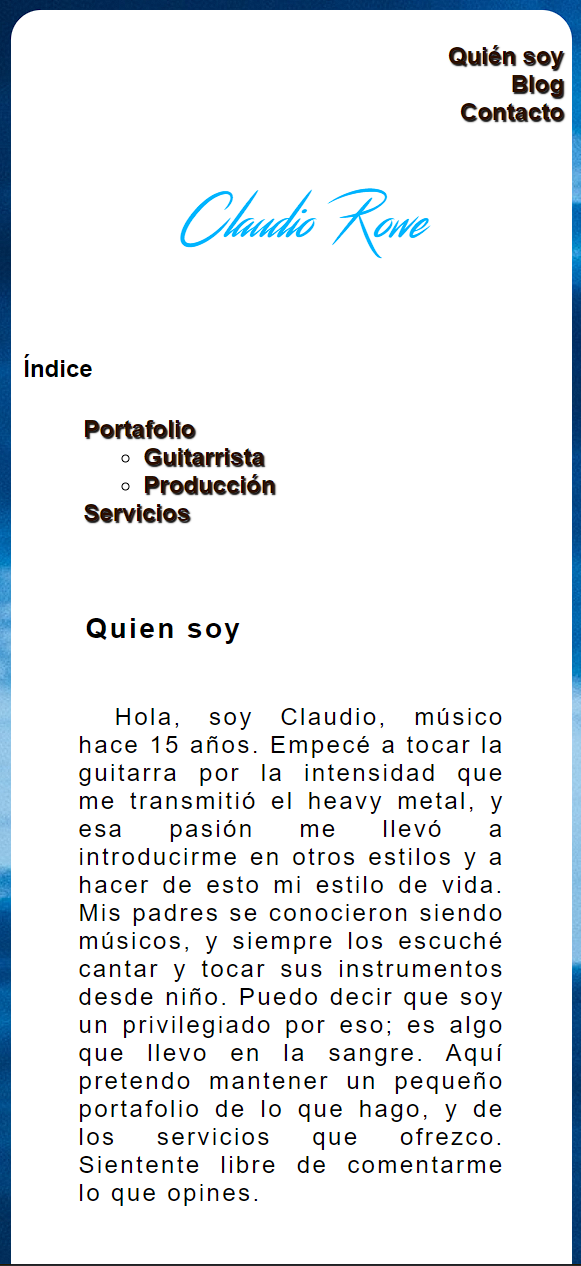 Quién soy
Blog
Contacto
Claudio Rowe
Índice
Portafolio
Guitarrista
Producción
Servicios
Quien soy
Hola, soy Claudio, músico
hace 15 años. Empecé a tocar la
guitarra por la intensidad que
me transmitió el heavy metal, y
esa pasión me llevó a
introducirme en otros estilos y a
hacer de esto mi estilo de vida.
Mis padres se conocieron siendo
músicos, y siempre los escuché
cantar y tocar sus instrumentos
desde niño. Puedo decir que soy
un privilegiado por eso; es algo
que llevo en la sangre. Aquí
pretendo mantener un pequeño
portafolio de lo que hago, y de
los servicios que ofrezco.
Sientente libre de comentarme
lo que opines.